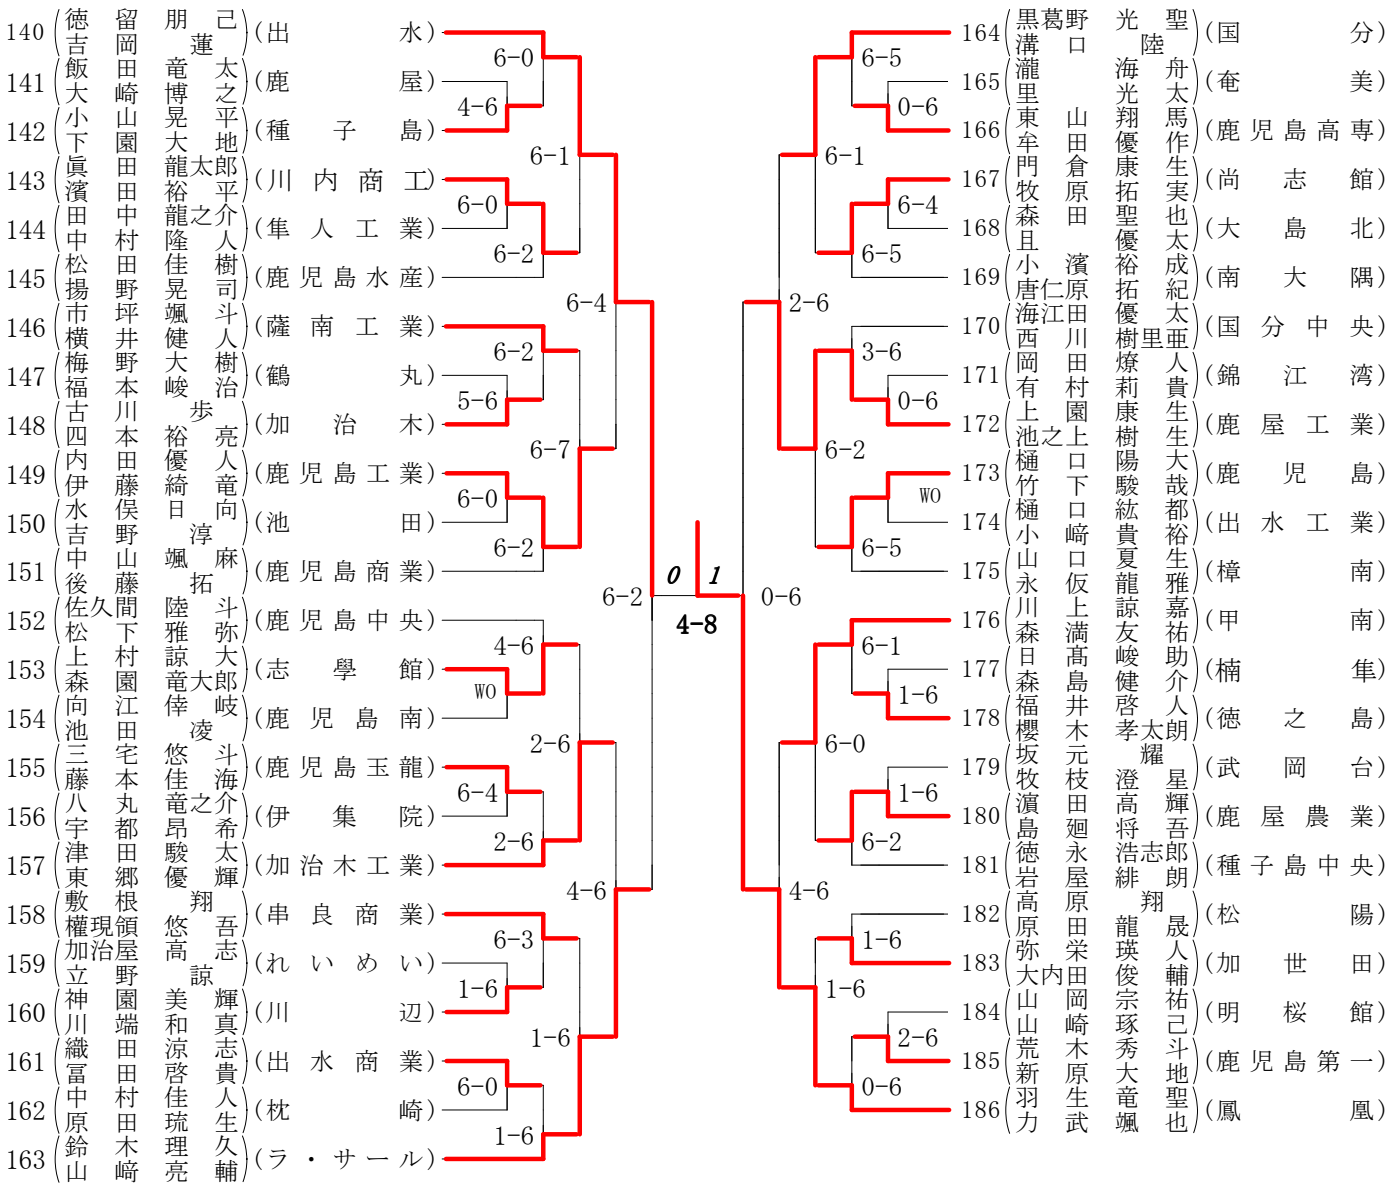 140 徳留朋己 吉岡蓮 (出水)
6-0
141 飯田竜太 大崎博之 (鹿屋)
4-6
142 小山晃平 下園大地 (種子島)
6-1
143 眞田龍太郎 濱田裕平 (川内商工)
6-0
144 田中龍之介 中村隆人 (隼人工業)
6-2
145 松田佳樹 揚野晃司 (鹿児島水産)
6-4
146 市坪颯斗 横井健人 (薩南工業)
6-2
147 梅野大樹 福本峻治 (鶴丸)
5-6
148 古川歩 四本裕亮 (加治木)
6-7
149 内田優人 伊藤綺竜 (鹿児島工業)
6-0
150 水俣日向 吉野淳 (池田)
6-2
151 中山颯麻 後藤拓 (鹿児島商業)
6-2
152 佐久間陸斗 松下雅弥 (鹿児島中央)
4-6
153 上村諒大 森園竜大郎 (志學館)
WO
154 向江倖岐 池田凌 (鹿児島南)
2-6
155 三宅悠斗 藤本佳海 (鹿児島玉龍)
6-4
156 八丸竜之介 宇都昂希 (伊集院)
2-6
157 津田駿太 東郷優輝 (加治木工業)
4-6
158 敷根翔 權現領悠吾 (串良商業)
6-3
159 加治屋高志 立野諒 (れいめい)
1-6
160 神園美輝 川端和真 (川辺)
1-6
161 織田涼志 冨田啓貴 (出水商業)
6-0
162 中村佳人 原田琉生 (枕崎)
1-6
163 鈴木理久 山﨑亮輔 (ラ・サール)
0 1
4-8
164 黒葛野光聖 溝口陸 (国分)
6-5
165 瀧海舟 里光太 (奄美)
0-6
166 東山翔馬 牟田優作 (鹿児島高専)
6-1
167 門倉康生 牧原拓実 (尚志館)
6-4
168 森田聖也 且優太 (大島北)
6-5
169 小濱裕成 唐仁原拓紀 (南大隅)
2-6
170 海江田優太 西川樹里亜 (国分中央)
3-6
171 岡田燎人 有村莉貴 (錦江湾)
0-6
172 上園康生 池之上樹生 (鹿屋工業)
6-2
173 樋口陽大 竹下駿哉 (鹿児島)
WO
174 樋口紘都 小﨑貴裕 (出水工業)
6-5
175 山口夏生 永仮龍雅 (樟南)
0-6
176 川上諒嘉 森満友祐 (甲南)
6-1
177 日髙峻助 森島健介 (楠隼)
1-6
178 福井啓人 櫻木孝太朗 (徳之島)
6-0
179 坂元耀 牧枝澄星 (武岡台)
1-6
180 濵田高輝 島廻将吾 (鹿屋農業)
6-2
181 徳永浩志郎 岩屋緋朗 (種子島中央)
4-6
182 高原翔 原田龍晟 (松陽)
1-6
183 弥栄瑛人 大内田俊輔 (加世田)
1-6
184 山岡宗祐 山崎琢己 (明桜館)
2-6
185 荒木秀斗 新原大地 (鹿児島第一)
0-6
186 羽生竜聖 力武颯也 (鳳凰)